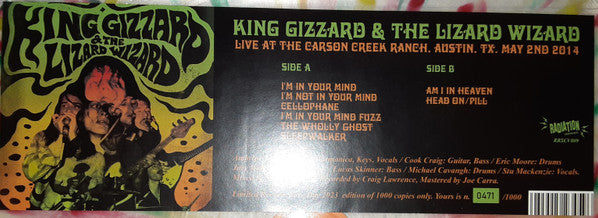 KING GIZZARD
& THE
LIZARD WIZARD
KING GIZZARD & THE LIZARD WIZARD
LIVE AT THE CARSON CREEK RANCH, AUSTIN, TX. MAY 2ND 2014
SIDE A
I'M IN YOUR MIND
I'M NOT IN YOUR MIND
CELLOPHANE
I'M IN YOUR MIND FUZZ
THE WHOLLY GHOST
SLEEPWALKER
SIDE B
AM I IN HEAVEN
HEAD ON/PILL
RADIATION
Keys, Vocals / Cook Craig: Guitar, Bass / Eric Moore: Drums
Lucas Skinner: Bass / Michael Cavangh: Drums / Stu Mackenzie: Vocals.
by Craig Lawrence, Mastered by Joe Carra.
2023 edition of 1000 copies only. Yours is n. 0471 /1000